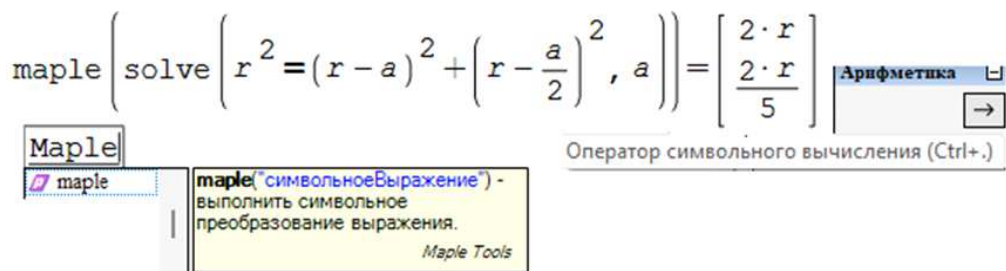 maple(solve(r^2=(r-a)^2+(r-a/2)^2, a))=[2·r; 2·r/5]
Арифметика
→
Maple
Оператор символьного вычисления (Ctrl+.)
maple
maple("символьноеВыражение") -
выполнить символьное
преобразование выражения.
Maple Tools